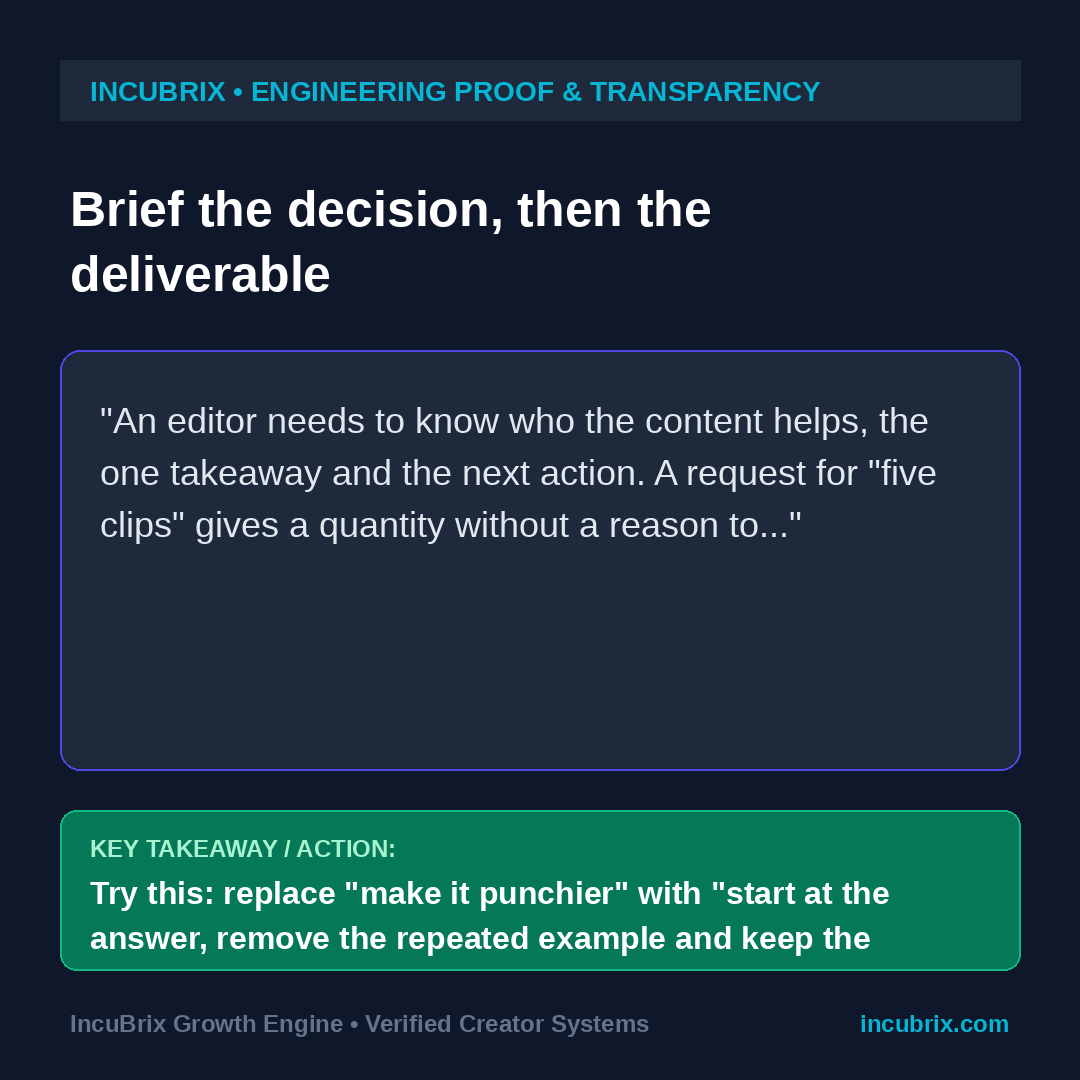 INCUBRIX • ENGINEERING PROOF & TRANSPARENCY
Brief the decision, then the
deliverable
"An editor needs to know who the content helps, the
one takeaway and the next action. A request for "five
clips" gives a quantity without a reason to..."
KEY TAKEAWAY / ACTION:
Try this: replace "make it punchier" with "start at the
answer, remove the repeated example and keep the
IncuBrix Growth Engine • Verified Creator Systems
incubrix.com